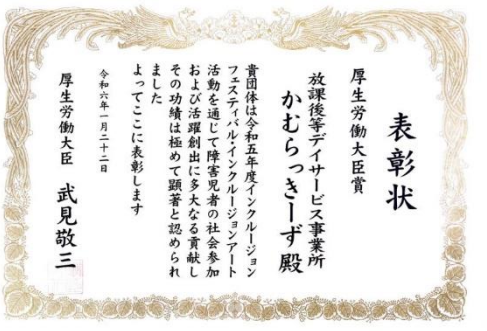 表彰状
厚生労働大臣賞
放課後等デイサービス事業所
かむらっきーず 殿
貴団体は令和五年度インクルージョン
フェスティバル・インクルージョンアート
活動を通じて障害児者の社会参加
および活躍創出に多大なる貢献し
その功績は極めて顕著と認められ
ました
よってここに表彰します
令和六年一月二十二日
厚生労働大臣 武見敬三